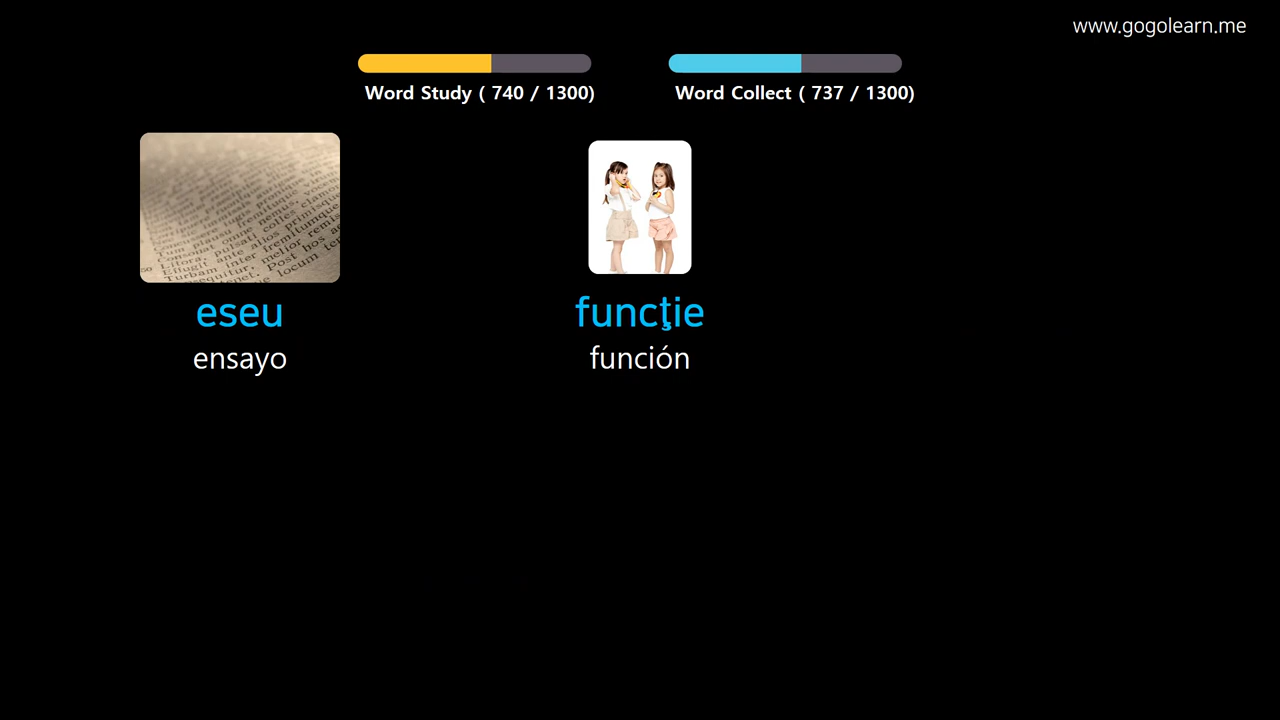 www.gogolearn.me
Word Study ( 740 / 1300)
Word Collect ( 737 / 1300)
eseu
ensayo
funcţie
función